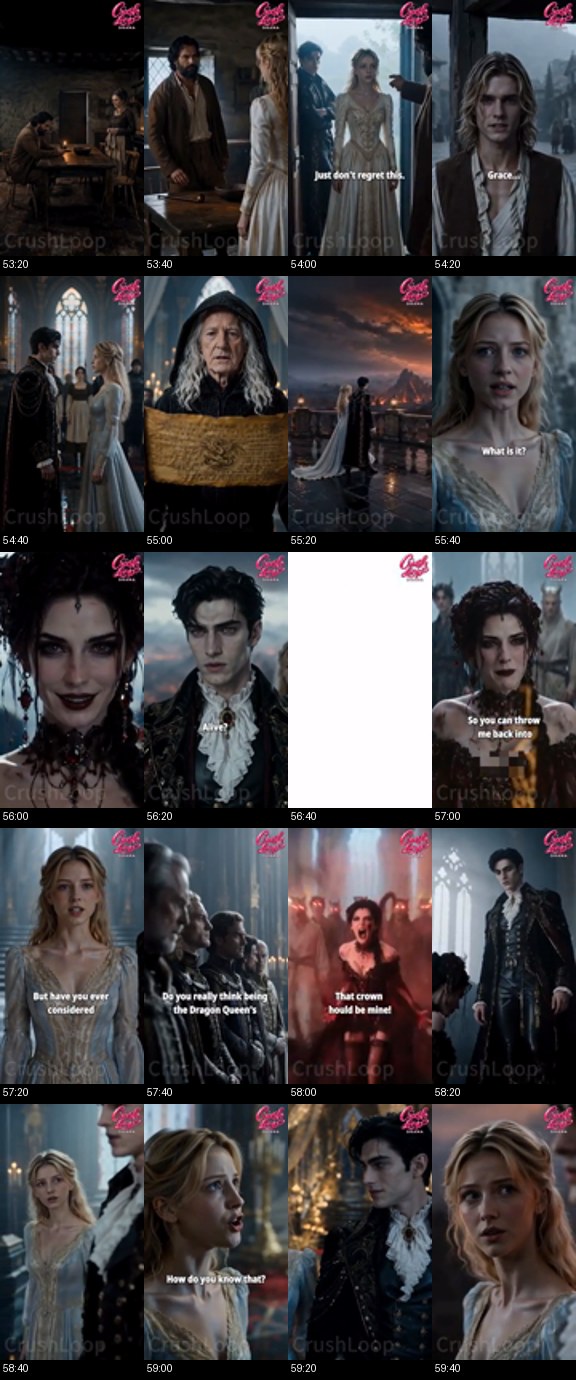 Crush
Loop
DRAMA
CrushLoop
53:20
53:40
54:00
54:20
Just don't regret this.
Grace...
54:40
55:00
55:20
55:40
What is it?
56:00
56:20
56:40
57:00
Alive?
So you can throw
me back into
57:20
57:40
58:00
58:20
But have you ever
considered
Do you really think being
the Dragon Queen's
That crown
hould be mine!
58:40
59:00
59:20
59:40
How do you know that?